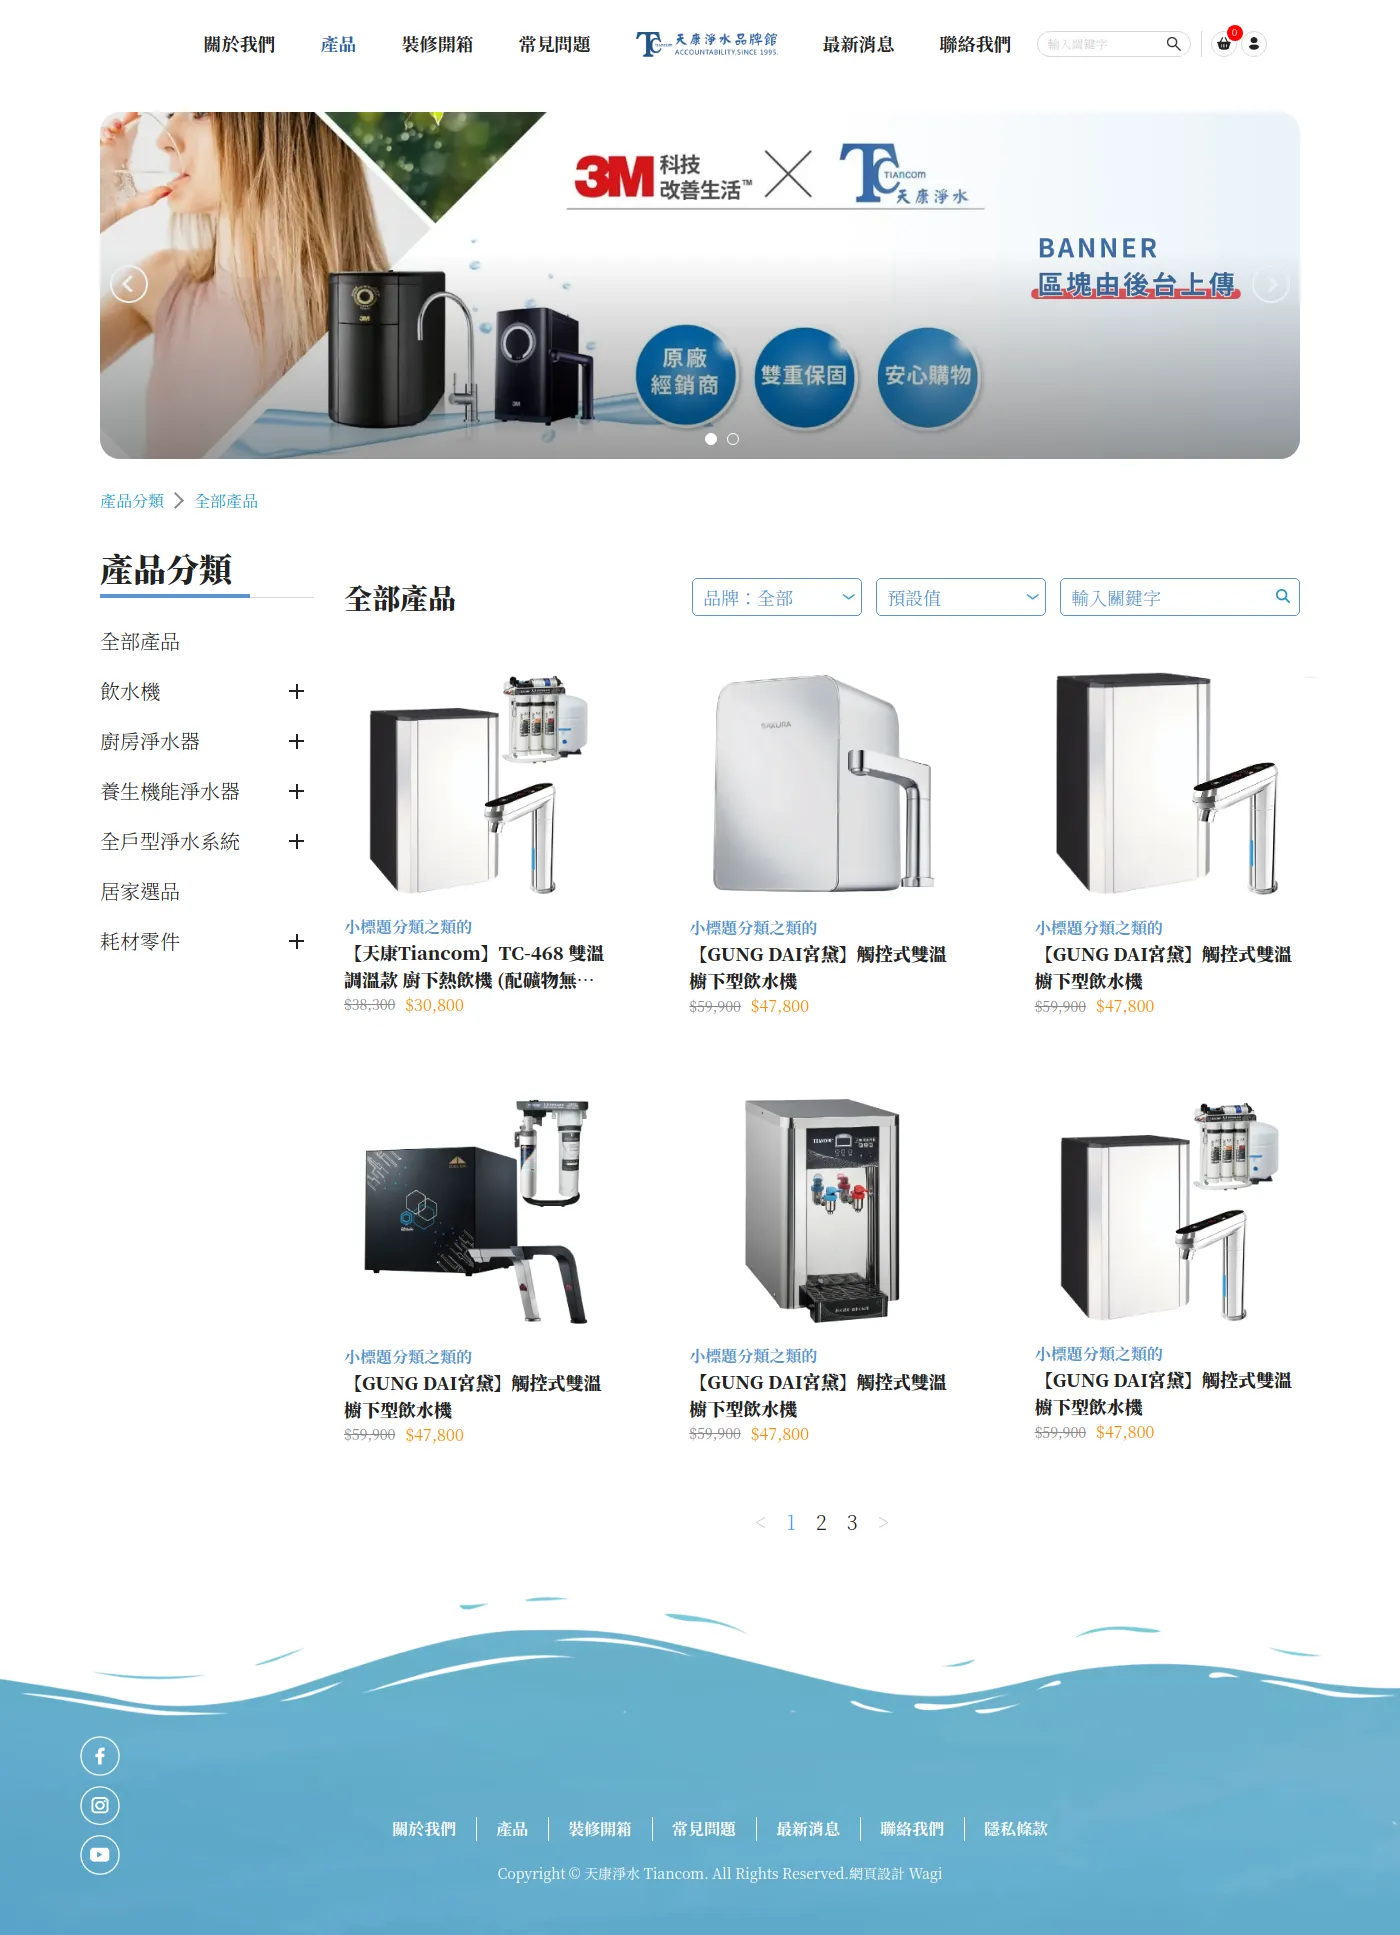 關於我們
產品
裝修開箱
常見問題
Tc Tiancom 天康淨水品牌館
ACCOUNTABILITY,SINCE 1995.
最新消息
聯絡我們
輸入關鍵字
0
3M 科技
改善生活™
Tc TIANCOM
天康淨水
BANNER
區塊由後台上傳
3M
3M
原廠
經銷商
雙重保固
安心購物
產品分類
全部產品
產品分類
全部產品
飲水機
廚房淨水器
養生機能淨水器
全戶型淨水系統
居家選品
耗材零件
全部產品
品牌：全部
預設值
輸入關鍵字
小標題分類之類的
【天康Tiancom】TC-468 雙溫
調溫款 廚下熱飲機 (配礦物無…
$38,300 $30,800
SAKURA
小標題分類之類的
【GUNG DAI宮黛】觸控式雙溫
櫥下型飲水機
$59,900 $47,800
小標題分類之類的
【GUNG DAI宮黛】觸控式雙溫
櫥下型飲水機
$59,900 $47,800
小標題分類之類的
【GUNG DAI宮黛】觸控式雙溫
櫥下型飲水機
$59,900 $47,800
TIANCOM
小標題分類之類的
【GUNG DAI宮黛】觸控式雙溫
櫥下型飲水機
$59,900 $47,800
小標題分類之類的
【GUNG DAI宮黛】觸控式雙溫
櫥下型飲水機
$59,900 $47,800
< 1 2 3 >
關於我們
產品
裝修開箱
常見問題
最新消息
聯絡我們
隱私條款
Copyright © 天康淨水 Tiancom. All Rights Reserved.網頁設計 Wagi